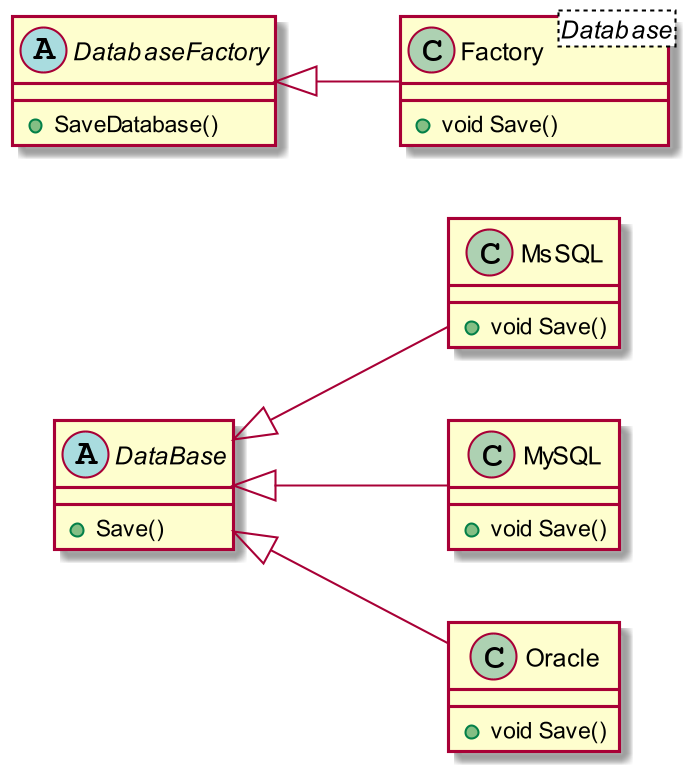 A DatabaseFactory
SaveDatabase()
C Factory
Database
void Save()
C MsSQL
void Save()
A DataBase
Save()
C MySQL
void Save()
C Oracle
void Save()